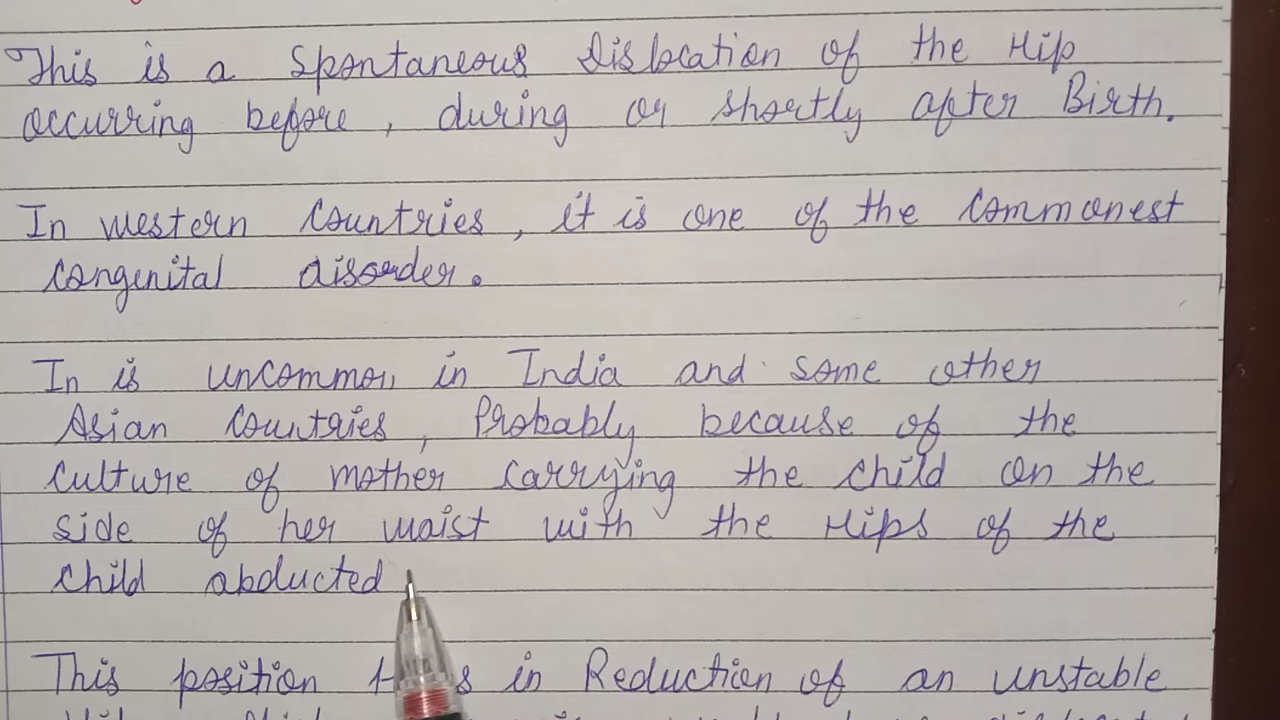 This is a Spontaneous Dislocation of the Hip
occurring before, during or shortly after Birth.
In western Countries, it is one of the Commonest
Congenital disorder.
In is uncommon in India and some other
Asian Countries, Probably because of the
Culture of mother Carrying the child on the
side of her waist with the Hips of the
child abducted
This position in Reduction of an unstable